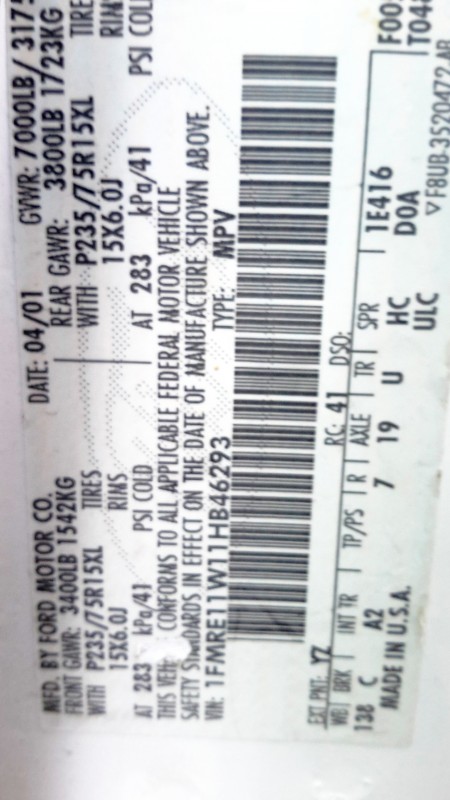 MFD. BY FORD MOTOR CO. DATE: 04/01 GVWR: 7000LB / 3175
FRONT GAWR: 3400LB 1542KG REAR GAWR: 3800LB 1723KG
WITH P235/75R15XL TIRES WITH P235/75R15XL TIRE
15X6.0J RIMS 15X6.0J RIM
AT 283 kPa/41 PSI COLD AT 283 kPa/41 PSI COLD
THIS CONFORMS TO ALL APPLICABLE FEDERAL MOTOR VEHICLE
SAFETY STANDARDS IN EFFECT ON THE DATE OF MANUFACTURE SHOWN ABOVE.
VIN: 1FMRE11W11HB46293 TYPE: MPV
EXT PNT: YZ RC: 41 DSO:
WB BRK INT TR TP/PS R AXLE TR SPR
138 C A2 7 19 U HC 1E416
MADE IN U.S.A. ULC D0A
F00
T048
▽F8UB-3520472-AB